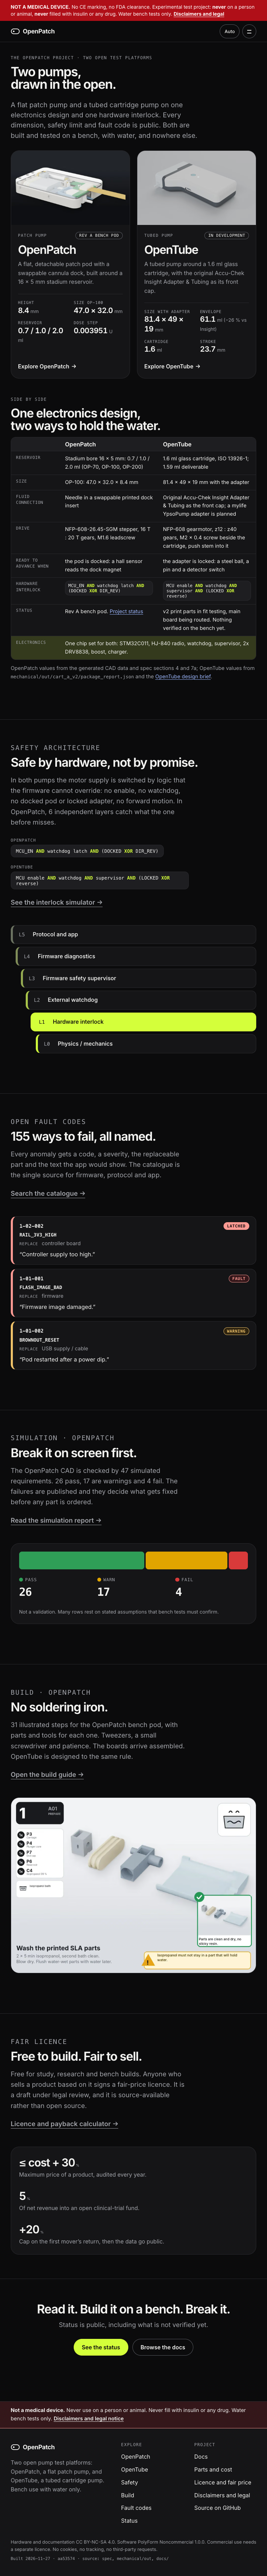 NOT A MEDICAL DEVICE. No CE marking, no FDA clearance. Experimental test project: never on a person
or animal, never filled with insulin or any drug. Water bench tests only. Disclaimers and legal
OpenPatch
Auto
THE OPENPATCH PROJECT · TWO OPEN TEST PLATFORMS
Two pumps,
drawn in the open.
A flat patch pump and a tubed cartridge pump on one
electronics design and one hardware interlock. Every
dimension, safety limit and fault code is public. Both are
built and tested on a bench, with water, and nowhere else.
PATCH PUMP
REV A BENCH POD
OpenPatch
A flat, detachable patch pod with a
swappable cannula dock, built around a
16 × 5 mm stadium reservoir.
HEIGHT
8.4 mm
SIZE OP-100
47.0 × 32.0 mm
RESERVOIR
0.7 / 1.0 / 2.0
ml
DOSE STEP
0.003951 U
Explore OpenPatch →
TUBED PUMP
IN DEVELOPMENT
OpenTube
A tubed pump around a 1.6 ml glass
cartridge, with the original Accu-Chek
Insight Adapter & Tubing as its front
cap.
SIZE WITH ADAPTER
81.4 × 49 ×
19 mm
ENVELOPE
61.1 ml (−26 % vs
Insight)
CARTRIDGE
1.6 ml
STROKE
23.7 mm
Explore OpenTube →
SIDE BY SIDE
One electronics design,
two ways to hold the water.
OpenPatch
OpenTube
RESERVOIR
Stadium bore 16 × 5 mm: 0.7 / 1.0 /
2.0 ml (OP-70, OP-100, OP-200)
1.6 ml glass cartridge, ISO 13926-1;
1.59 ml deliverable
SIZE
OP-100: 47.0 × 32.0 × 8.4 mm
81.4 × 49 × 19 mm with the adapter
FLUID
CONNECTION
Needle in a swappable printed dock
insert
Original Accu-Chek Insight Adapter
& Tubing as the front cap; a mylife
YpsoPump adapter is planned
DRIVE
NFP-608-26.45-SGM stepper, 16 T
: 20 T gears, M1.6 leadscrew
NFP-608 gearmotor, z12 : z40
gears, M2 × 0.4 screw beside the
cartridge, push stem into it
READY TO
ADVANCE WHEN
the pod is docked: a hall sensor
reads the dock magnet
the adapter is locked: a steel ball, a
pin and a detector switch
HARDWARE
INTERLOCK
MCU_EN AND watchdog latch AND
(DOCKED XOR DIR_REV)
MCU enable AND watchdog AND
supervisor AND (LOCKED XOR
reverse)
STATUS
Rev A bench pod. Project status
v2 print parts in fit testing, main
board being routed. Nothing
verified on the bench yet.
ELECTRONICS
One chip set for both: STM32C011, HJ-840 radio, watchdog, supervisor, 2x
DRV8838, boost, charger.
OpenPatch values from the generated CAD data and spec sections 4 and 7a; OpenTube values from
mechanical/out/cart_a_v2/package_report.json and the OpenTube design brief.
SAFETY ARCHITECTURE
Safe by hardware, not by promise.
In both pumps the motor supply is switched by logic that
the firmware cannot override: no enable, no watchdog,
no docked pod or locked adapter, no forward motion. In
OpenPatch, 6 independent layers catch what the one
before misses.
OPENPATCH
MCU_EN AND watchdog latch AND (DOCKED XOR DIR_REV)
OPENTUBE
MCU enable AND watchdog AND supervisor AND (LOCKED XOR
reverse)
See the interlock simulator →
L5 Protocol and app
L4 Firmware diagnostics
L3 Firmware safety supervisor
L2 External watchdog
L1 Hardware interlock
L0 Physics / mechanics
OPEN FAULT CODES
155 ways to fail, all named.
Every anomaly gets a code, a severity, the replaceable
part and the text the app would show. The catalogue is
the single source for firmware, protocol and app.
Search the catalogue →
1-02-002
LATCHED
RAIL_3V3_HIGH
REPLACE controller board
“Controller supply too high.”
1-01-001
FAULT
FLASH_IMAGE_BAD
REPLACE firmware
“Firmware image damaged.”
1-01-002
WARNING
BROWNOUT_RESET
REPLACE USB supply / cable
“Pod restarted after a power dip.”
SIMULATION · OPENPATCH
Break it on screen first.
The OpenPatch CAD is checked by 47 simulated
requirements. 26 pass, 17 are warnings and 4 fail. The
failures are published and they decide what gets fixed
before any part is ordered.
Read the simulation report →
PASS
26
WARN
17
FAIL
4
Not a validation. Many rows rest on stated assumptions that bench tests must confirm.
BUILD · OPENPATCH
No soldering iron.
31 illustrated steps for the OpenPatch bench pod, with
parts and tools for each one. Tweezers, a small
screwdriver and patience. The boards arrive assembled.
OpenTube is designed to the same rule.
Open the build guide →
1
A01
P3
P4
P7
P6
C4
Wash the printed SLA parts
2 × 5 min isopropanol, second bath clean.
Blow dry. Flush water-wet parts with water later.
Parts are clean and dry, no
sticky resin.
Isopropanol must not stay in a part that will hold
water.
FAIR LICENCE
Free to build. Fair to sell.
Free for study, research and bench builds. Anyone who
sells a product based on it signs a fair-price licence. It is
a draft under legal review, and it is source-available
rather than open source.
Licence and payback calculator →
≤ cost + 30 %
Maximum price of a product, audited every year.
5 %
Of net revenue into an open clinical-trial fund.
+20 %
Cap on the first mover’s return, then the data go public.
Read it. Build it on a bench. Break it.
Status is public, including what is not verified yet.
See the status
Browse the docs
Not a medical device. Never use on a person or animal. Never fill with insulin or any drug. Water
bench tests only. Disclaimers and legal notice
OpenPatch
Two open pump test platforms:
OpenPatch, a flat patch pump, and
OpenTube, a tubed cartridge pump.
Bench use with water only.
EXPLORE
OpenPatch
OpenTube
Safety
Build
Fault codes
Status
PROJECT
Docs
Parts and cost
Licence and fair price
Disclaimers and legal
Source on GitHub
Hardware and documentation CC BY-NC-SA 4.0. Software PolyForm Noncommercial 1.0.0. Commercial use needs
a separate licence. No cookies, no tracking, no third-party requests.